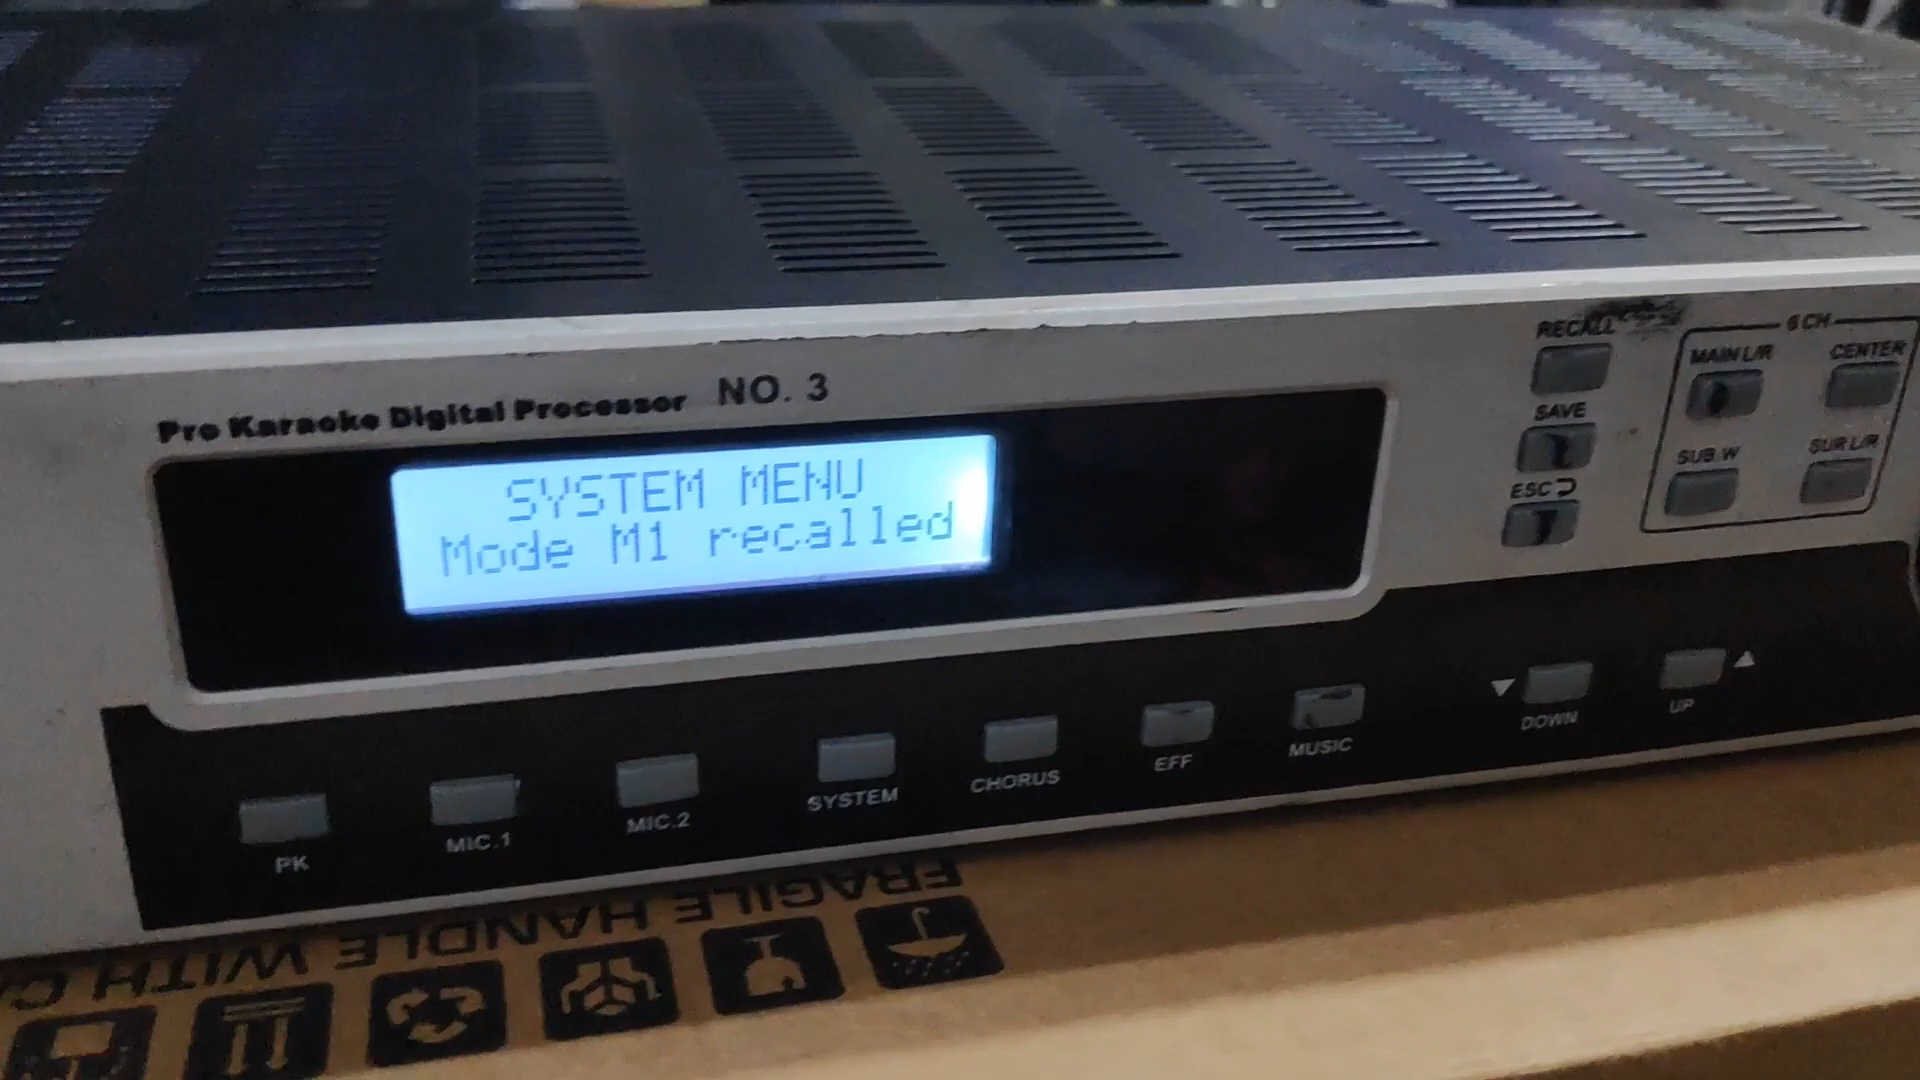 Pro Karaoke Digital Processor NO. 3
SYSTEM MENU
Mode M1 recalled
RECALL
SAVE
ESC
6 CH
MAIN L/R
CENTER
SUB.W
SUR L/R
PK
MIC.1
MIC.2
SYSTEM
CHORUS
EFF
MUSIC
DOWN
UP
FRAGILE HANDLE WITH